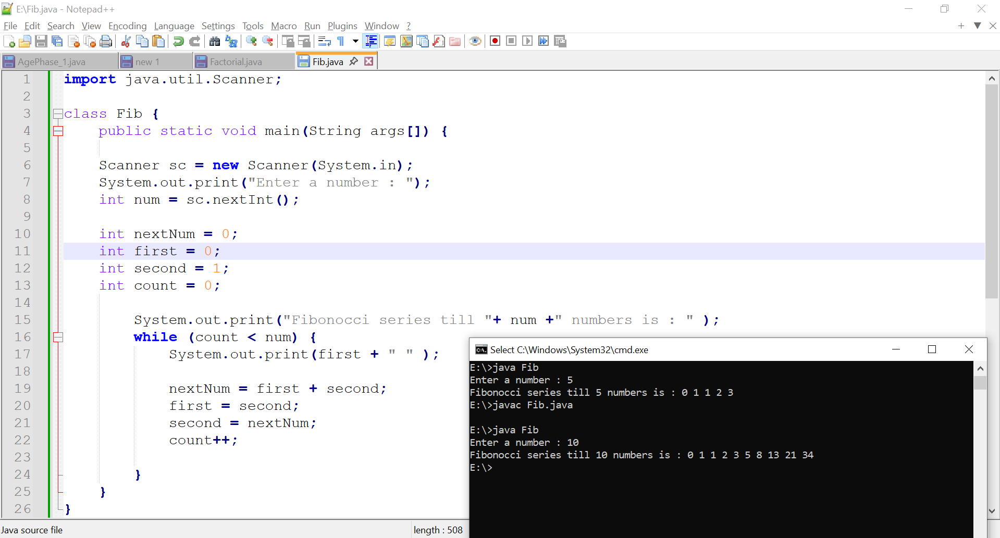 E:\Fib.java - Notepad++
File Edit Search View Encoding Language Settings Tools Macro Run Plugins Window ?
AgePhase_1.java new 1 Factorial.java Fib.java
1 import java.util.Scanner;
2
3 class Fib {
4 public static void main(String args[]) {
5
6 Scanner sc = new Scanner(System.in);
7 System.out.print("Enter a number : ");
8 int num = sc.nextInt();
9
10 int nextNum = 0;
11 int first = 0;
12 int second = 1;
13 int count = 0;
14
15 System.out.print("Fibonocci series till "+ num +" numbers is : " );
16 while (count < num) {
17 System.out.print(first + " " );
18
19 nextNum = first + second;
20 first = second;
21 second = nextNum;
22 count++;
23
24 }
25 }
26 }
Java source file length : 508
Select C:\Windows\System32\cmd.exe
E:\>java Fib
Enter a number : 5
Fibonocci series till 5 numbers is : 0 1 1 2 3
E:\>javac Fib.java
E:\>java Fib
Enter a number : 10
Fibonocci series till 10 numbers is : 0 1 1 2 3 5 8 13 21 34
E:\>